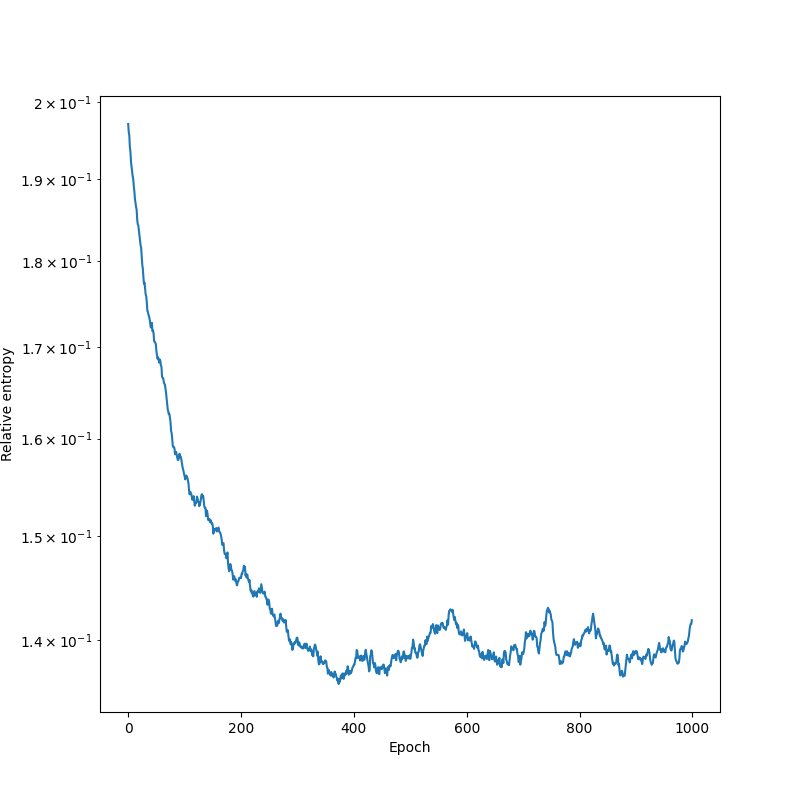 2 × 10⁻¹
1.9 × 10⁻¹
1.8 × 10⁻¹
1.7 × 10⁻¹
1.6 × 10⁻¹
1.5 × 10⁻¹
1.4 × 10⁻¹
Relative entropy
0 200 400 600 800 1000
Epoch